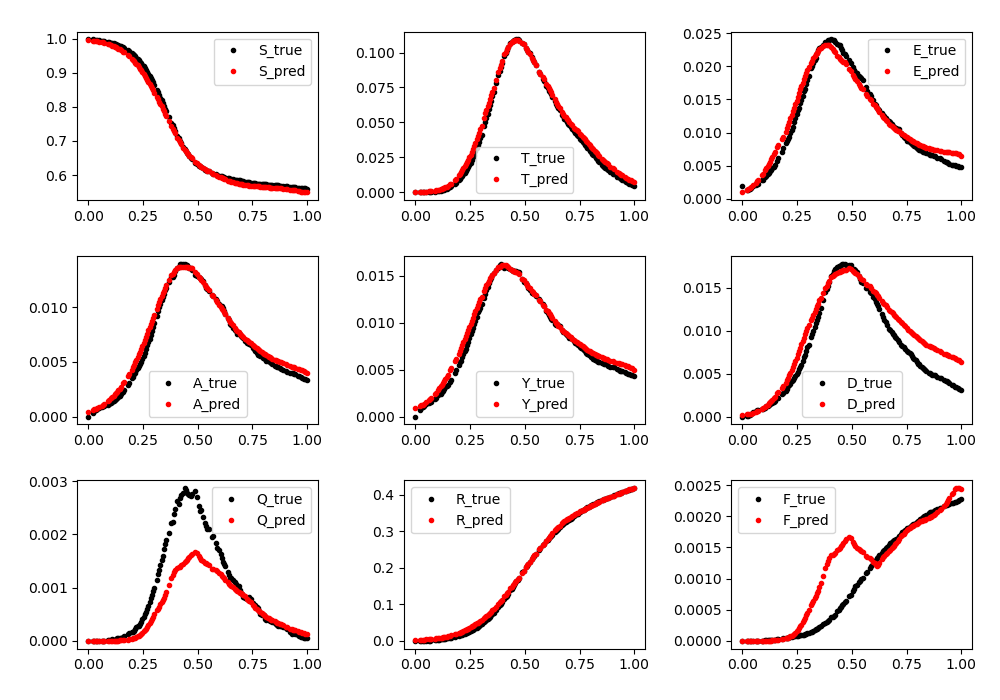 S_true
S_pred
1.0
0.9
0.8
0.7
0.6
0.00 0.25 0.50 0.75 1.00
T_true
T_pred
0.100
0.075
0.050
0.025
0.000
0.00 0.25 0.50 0.75 1.00
E_true
E_pred
0.025
0.020
0.015
0.010
0.005
0.000
0.00 0.25 0.50 0.75 1.00
A_true
A_pred
0.010
0.005
0.000
0.00 0.25 0.50 0.75 1.00
Y_true
Y_pred
0.015
0.010
0.005
0.000
0.00 0.25 0.50 0.75 1.00
D_true
D_pred
0.015
0.010
0.005
0.000
0.00 0.25 0.50 0.75 1.00
Q_true
Q_pred
0.003
0.002
0.001
0.000
0.00 0.25 0.50 0.75 1.00
R_true
R_pred
0.4
0.3
0.2
0.1
0.0
0.00 0.25 0.50 0.75 1.00
F_true
F_pred
0.0025
0.0020
0.0015
0.0010
0.0005
0.0000
0.00 0.25 0.50 0.75 1.00